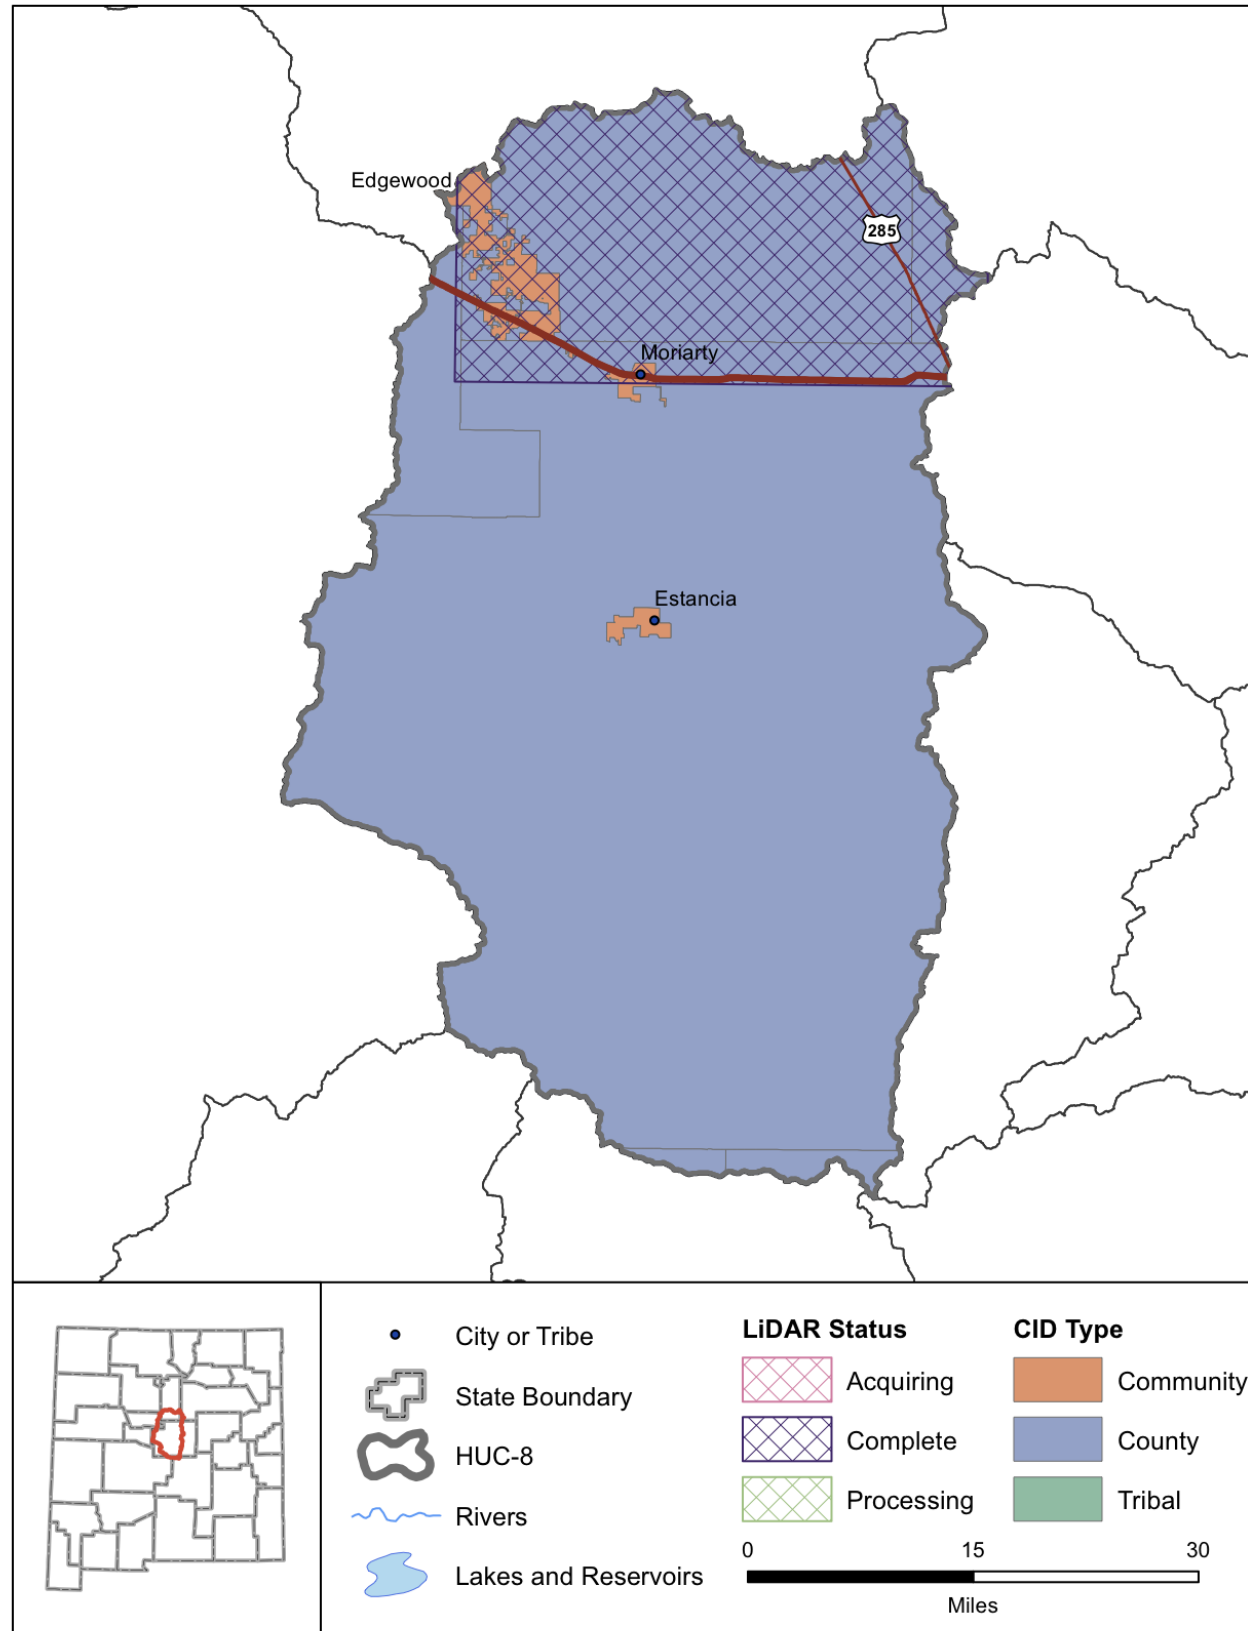 Edgewood
285
Moriarty
Estancia
City or Tribe
State Boundary
HUC-8
Rivers
Lakes and Reservoirs
LiDAR Status
Acquiring
Complete
Processing
CID Type
Community
County
Tribal
0 15 30
Miles